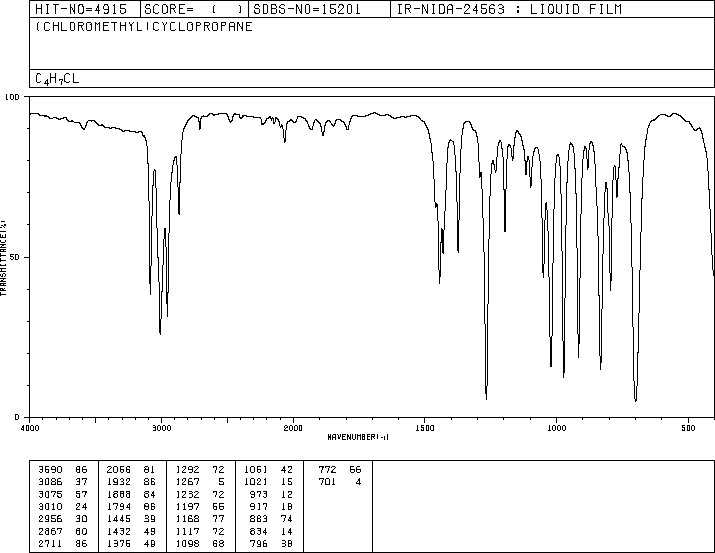 HIT-NO=4915 SCORE= ( ) SDBS-NO=15201 IR-NIDA-24563 : LIQUID FILM
(CHLOROMETHYL)CYCLOPROPANE
C4H7CL
100
50
0
TRANSMITTANCE(%)
4000 3000 2000 1500 1000 500
WAVENUMBER(-1)
3590 86 2066 81 1292 72 1051 42 772 66
3086 37 1932 86 1267 5 1021 15 701 4
3075 57 1888 84 1232 72 973 12
3010 24 1794 86 1197 55 917 18
2956 30 1445 39 1168 77 883 74
2867 60 1432 49 1117 72 834 14
2711 86 1375 49 1098 68 796 38